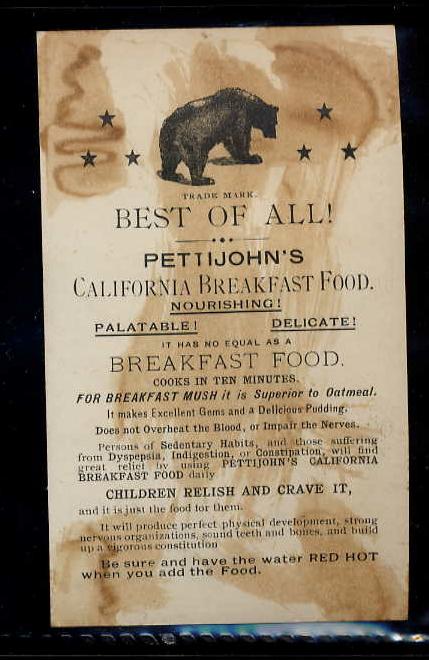 TRADE MARK.
BEST OF ALL!
PETTIJOHN'S
CALIFORNIA BREAKFAST FOOD.
NOURISHING!
PALATABLE! DELICATE!
IT HAS NO EQUAL AS A
BREAKFAST FOOD.
COOKS IN TEN MINUTES.
FOR BREAKFAST MUSH it is Superior to Oatmeal.
It makes Excellent Gems and a Delicious Pudding.
Does not Overheat the Blood, or Impair the Nerves.
Persons of Sedentary Habits, and those suffering
from Dyspepsia, Indigestion, or Constipation, will find
great relief by using PETTIJOHN'S CALIFORNIA
BREAKFAST FOOD daily
CHILDREN RELISH AND CRAVE IT,
and it is just the food for them.
It will produce perfect physical development, strong
nervous organizations, sound teeth and bones, and build
up a vigorous constitution
Be sure and have the water RED HOT
when you add the Food.